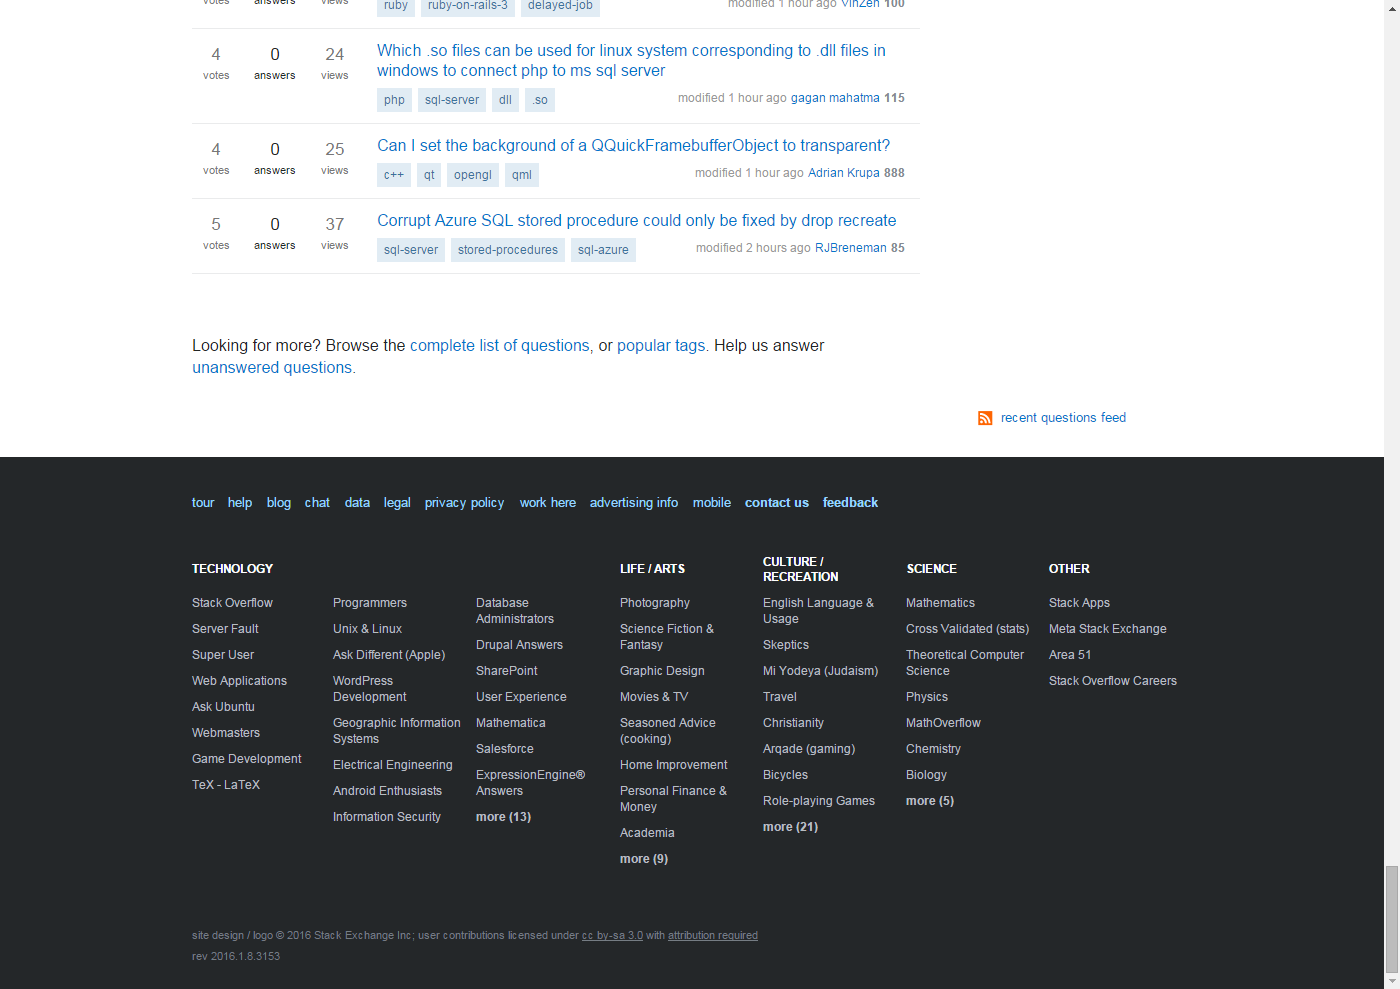 votes answers views ruby ruby-on-rails-3 delayed-job modified 1 hour ago VinZen 100
4 0 24 Which .so files can be used for linux system corresponding to .dll files in
votes answers views windows to connect php to ms sql server
php sql-server dll .so modified 1 hour ago gagan mahatma 115
4 0 25 Can I set the background of a QQuickFramebufferObject to transparent?
votes answers views c++ qt opengl qml modified 1 hour ago Adrian Krupa 888
5 0 37 Corrupt Azure SQL stored procedure could only be fixed by drop recreate
votes answers views sql-server stored-procedures sql-azure modified 2 hours ago RJBreneman 85
Looking for more? Browse the complete list of questions, or popular tags. Help us answer
unanswered questions.
recent questions feed
tour help blog chat data legal privacy policy work here advertising info mobile contact us feedback
TECHNOLOGY
Stack Overflow
Server Fault
Super User
Web Applications
Ask Ubuntu
Webmasters
Game Development
TeX - LaTeX
Programmers
Unix & Linux
Ask Different (Apple)
WordPress
Development
Geographic Information
Systems
Electrical Engineering
Android Enthusiasts
Information Security
Database
Administrators
Drupal Answers
SharePoint
User Experience
Mathematica
Salesforce
ExpressionEngine®
Answers
more (13)
LIFE / ARTS
Photography
Science Fiction &
Fantasy
Graphic Design
Movies & TV
Seasoned Advice
(cooking)
Home Improvement
Personal Finance &
Money
Academia
more (9)
CULTURE /
RECREATION
English Language &
Usage
Skeptics
Mi Yodeya (Judaism)
Travel
Christianity
Arqade (gaming)
Bicycles
Role-playing Games
more (21)
SCIENCE
Mathematics
Cross Validated (stats)
Theoretical Computer
Science
Physics
MathOverflow
Chemistry
Biology
more (5)
OTHER
Stack Apps
Meta Stack Exchange
Area 51
Stack Overflow Careers
site design / logo © 2016 Stack Exchange Inc; user contributions licensed under cc by-sa 3.0 with attribution required
rev 2016.1.8.3153